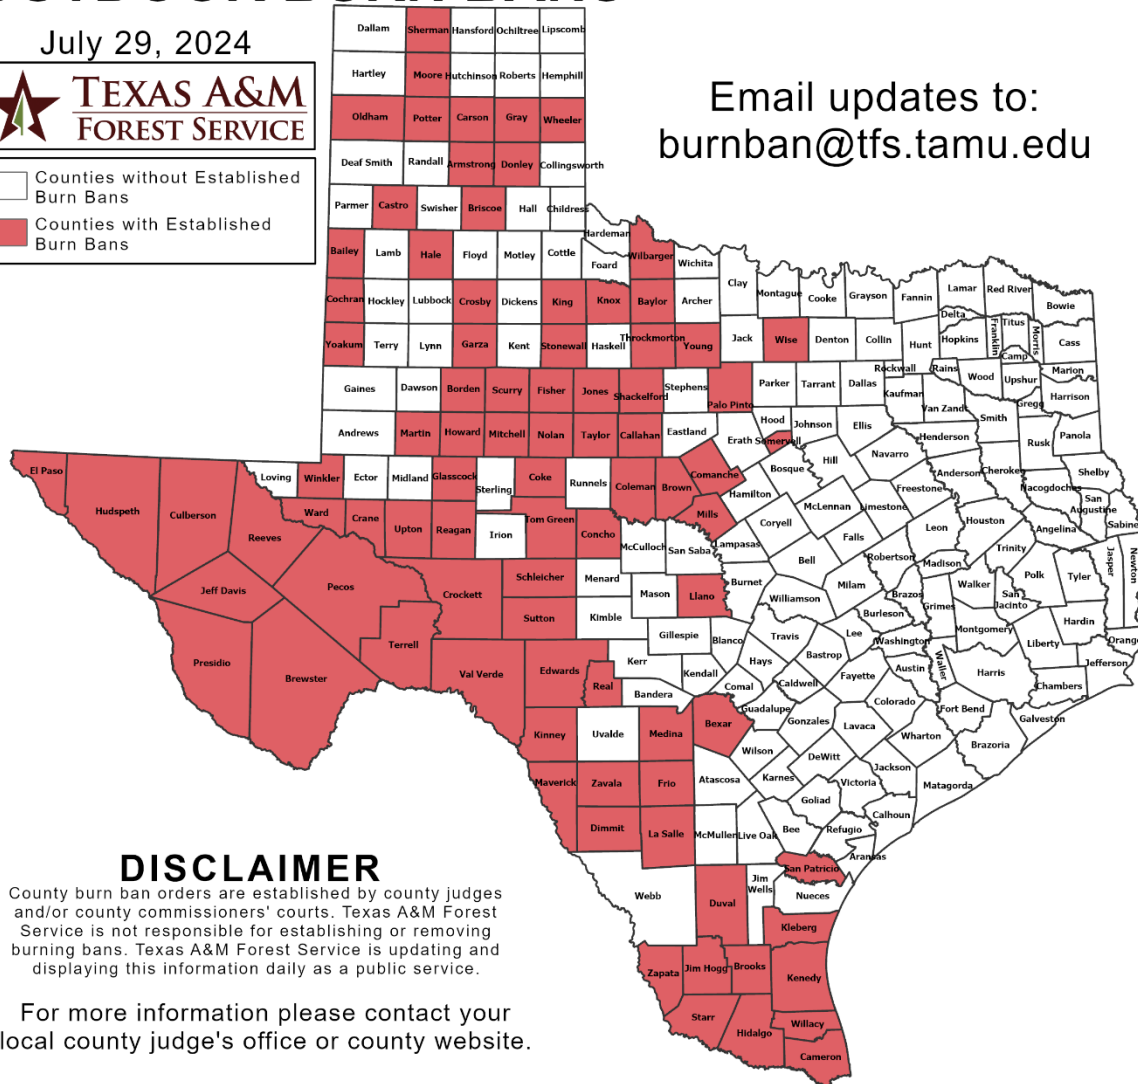 July 29, 2024
TEXAS A&M
FOREST SERVICE
Counties without Established
Burn Bans
Counties with Established
Burn Bans
Email updates to:
burnban@tfs.tamu.edu
Dallam Sherman Hansford Ochiltree Lipscomb
Hartley Moore Hutchinson Roberts Hemphill
Oldham Potter Carson Gray Wheeler
Deaf Smith Randall Armstrong Donley Collingsworth
Parmer Castro Swisher Briscoe Hall Childress
Hardeman
Bailey Lamb Hale Floyd Motley Cottle Foard Wilbarger Wichita
Clay Montague Cooke Grayson Fannin Lamar Red River Bowie
Cochran Hockley Lubbock Crosby Dickens King Knox Baylor Archer
Delta Franklin Titus Morris Cass
Yoakum Terry Lynn Garza Kent Stonewall Haskell Throckmorton Young Jack Wise Denton Collin Hunt Hopkins
Camp
Rockwall Rains Wood Upshur Marion
Gaines Dawson Borden Scurry Fisher Jones Shackelford Stephens Palo Pinto Parker Tarrant Dallas Kaufman Van Zandt Gregg Harrison
Andrews Martin Howard Mitchell Nolan Taylor Callahan Eastland Erath Hood Somervell Johnson Ellis Henderson Smith Rusk Panola
El Paso Hudspeth Culberson Reeves Loving Winkler Ector Midland Glasscock Sterling Coke Runnels Coleman Brown Comanche Hamilton Bosque Hill Navarro Freestone Anderson Cherokee Nacogdoches Shelby
San
Augustine Sabine
Ward Crane Upton Reagan Irion Tom Green Concho McCulloch San Saba Mills Lampasas Coryell McLennan Limestone Falls Leon Houston Angelina
Jeff Davis Pecos Crockett Schleicher Menard Mason Llano Burnet Bell Milam Robertson Madison Trinity Polk Tyler Jasper Newton
Presidio Brewster Terrell Sutton Kimble Gillespie Blanco Williamson Travis Lee Burleson Brazos Grimes Walker
San
Jacinto Hardin
Val Verde Edwards Real Kerr Kendall Bandera Comal Hays Caldwell Bastrop Fayette Washington Austin Waller Montgomery Harris Liberty Orange Jefferson Chambers
Kinney Uvalde Medina Bexar Guadalupe Gonzales Lavaca Colorado Fort Bend Galveston
Maverick Zavala Frio Atascosa Wilson Karnes DeWitt Jackson Wharton Brazoria Matagorda
Dimmit La Salle McMullen Live Oak Bee Goliad Victoria Refugio Calhoun
Aransas
Webb Duval
Jim
Wells San Patricio Nueces
Kleberg
Zapata Jim Hogg Brooks Kenedy
Starr Hidalgo Willacy
Cameron
DISCLAIMER
County burn ban orders are established by county judges
and/or county commissioners' courts. Texas A&M Forest
Service is not responsible for establishing or removing
burning bans. Texas A&M Forest Service is updating and
displaying this information daily as a public service.
For more information please contact your
local county judge's office or county website.